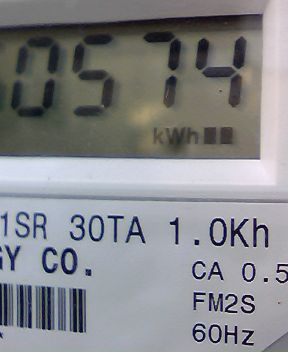 0574
kWh
1SR 30TA 1.0Kh
GY CO.
CA 0.5
FM2S
60Hz